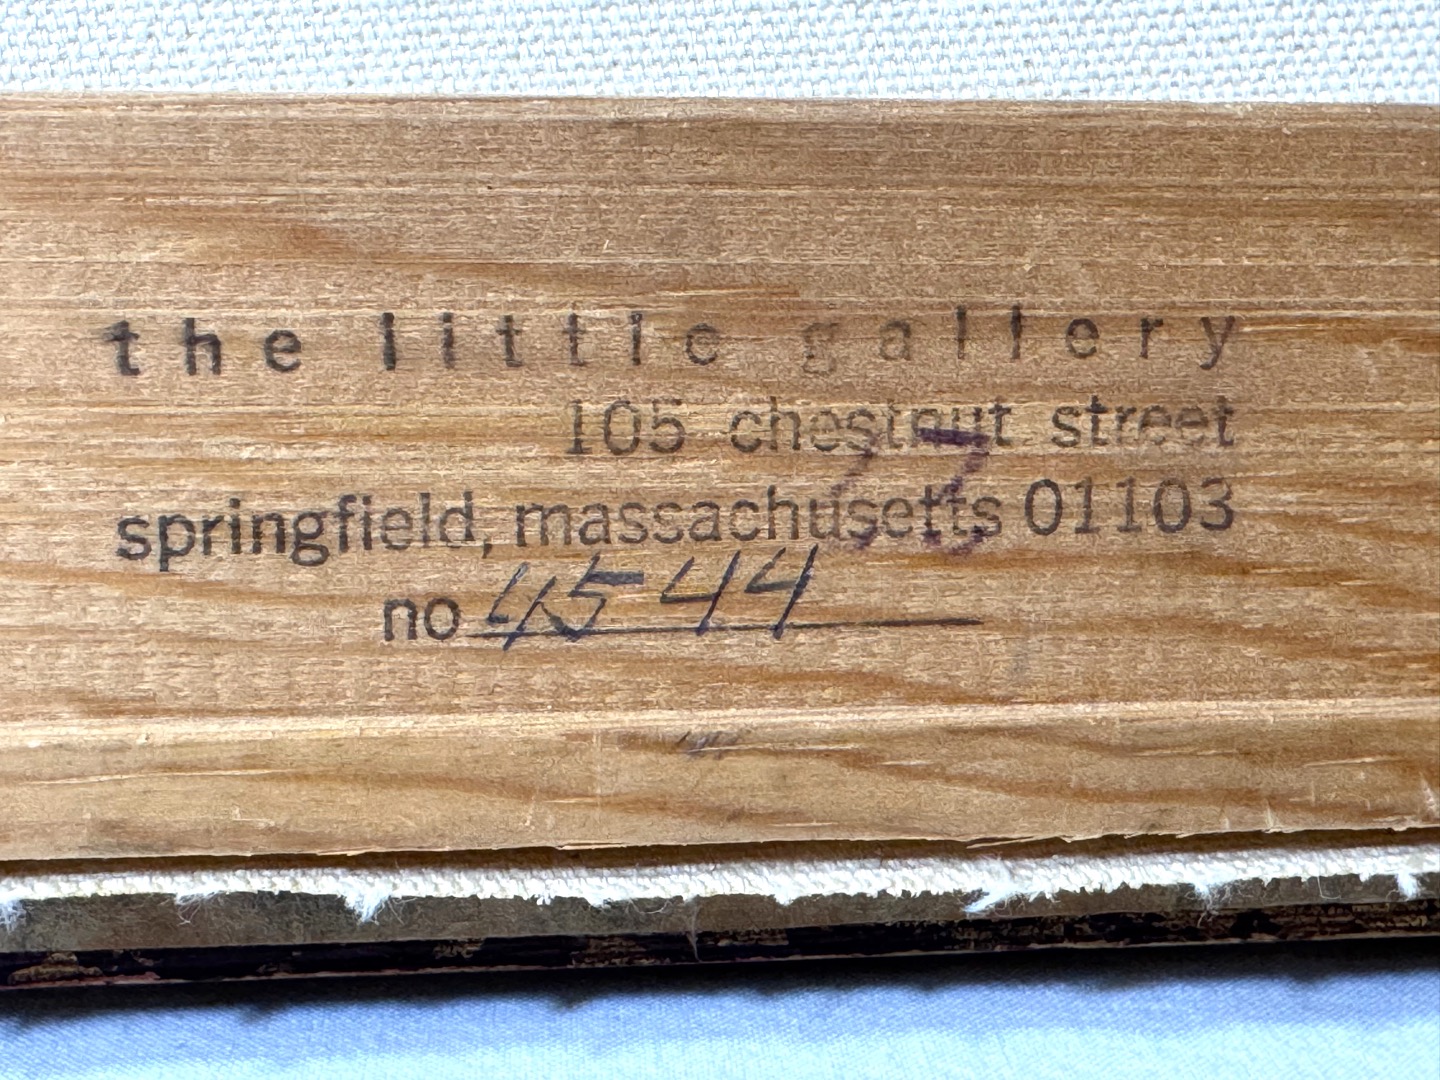 the little gallery
105 chestnut street
springfield, massachusetts 01103
no 4544